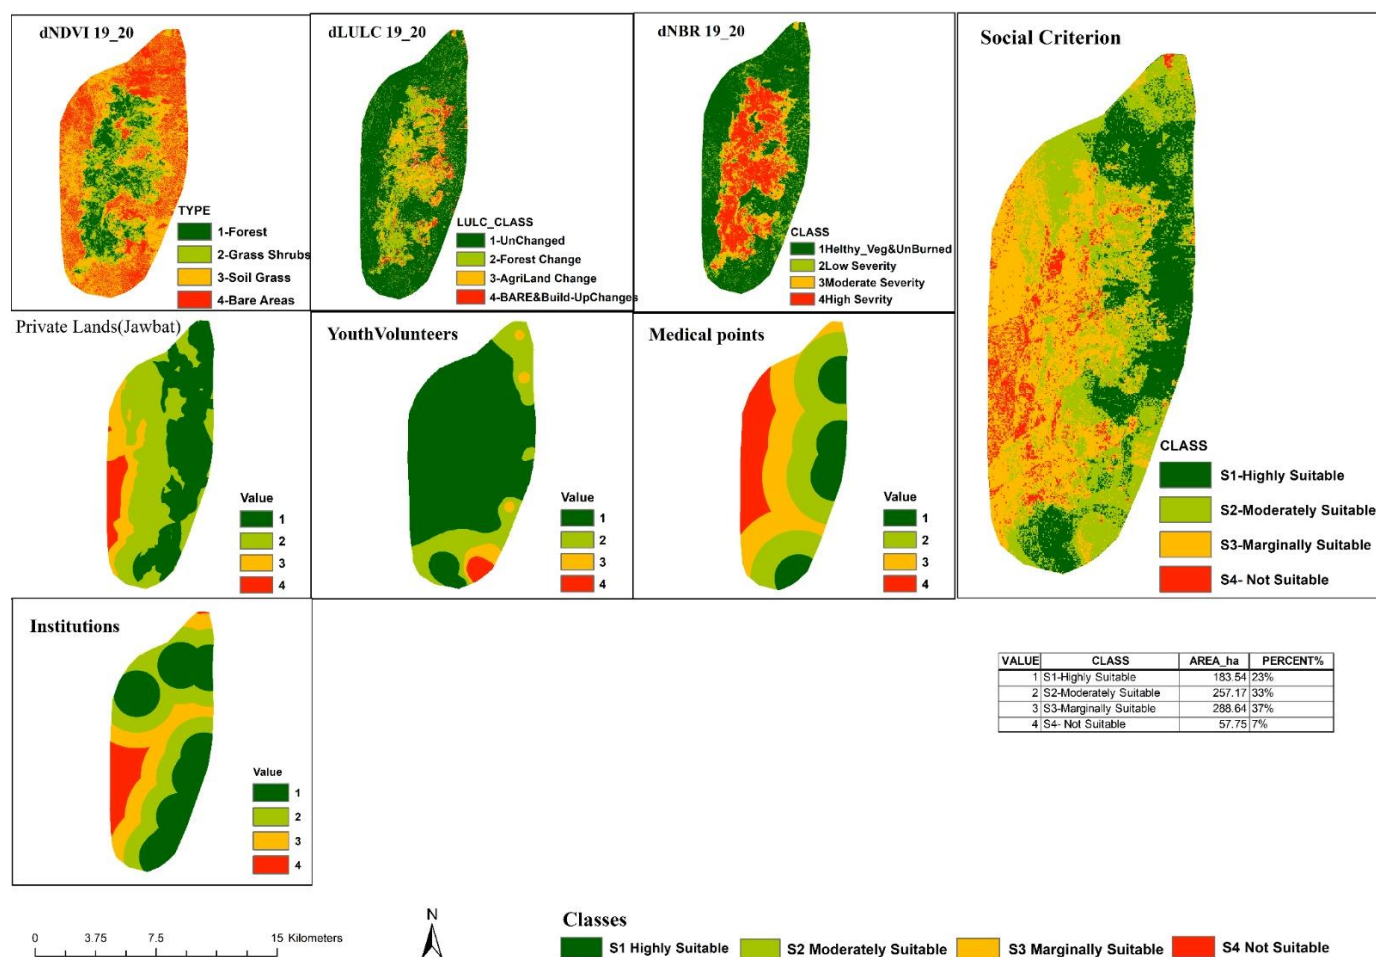 dNDVI 19_20
TYPE
1-Forest
2-Grass Shrubs
3-Soil Grass
4-Bare Areas
dLULC 19_20
LULC_CLASS
1-UnChanged
2-Forest Change
3-AgriLand Change
4-BARE&Build-UpChanges
dNBR 19_20
CLASS
1Helthy_Veg&UnBurned
2Low Severity
3Moderate Severity
4High Sevrity
Social Criterion
CLASS
S1-Highly Suitable
S2-Moderately Suitable
S3-Marginally Suitable
S4- Not Suitable
Private Lands(Jawbat)
Value
1
2
3
4
YouthVolunteers
Value
1
2
3
4
Medical points
Value
1
2
3
4
Institutions
Value
1
2
3
4
VALUE CLASS AREA_ha PERCENT%
1 S1-Highly Suitable 183.54 23%
2 S2-Moderately Suitable 257.17 33%
3 S3-Marginally Suitable 288.64 37%
4 S4- Not Suitable 57.75 7%
0 3.75 7.5 15 Kilometers
N
Classes
S1 Highly Suitable S2 Moderately Suitable S3 Marginally Suitable S4 Not Suitable